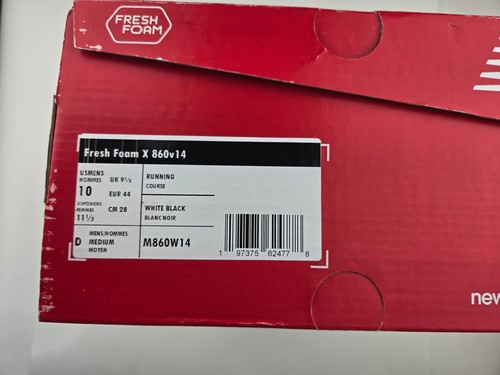 FRESH
FOAM
Fresh Foam X 860v14
USMENS
HOMMES
10
UK 9½
EUR 44
CM 28
USWOMENS
FEMMES
11½
RUNNING
COURSE
WHITE BLACK
BLANC NOIR
D
MENS/HOMMES
MEDIUM
MOYEN
M860W14
1 97375 62477 8
new